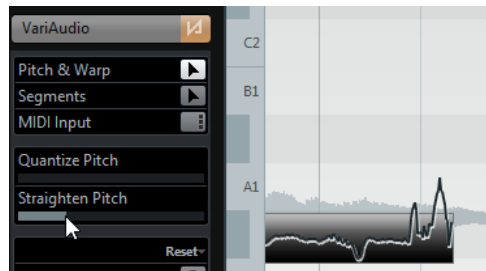 VariAudio
Pitch & Warp
Segments
MIDI Input
Quantize Pitch
Straighten Pitch
Reset
C2
B1
A1